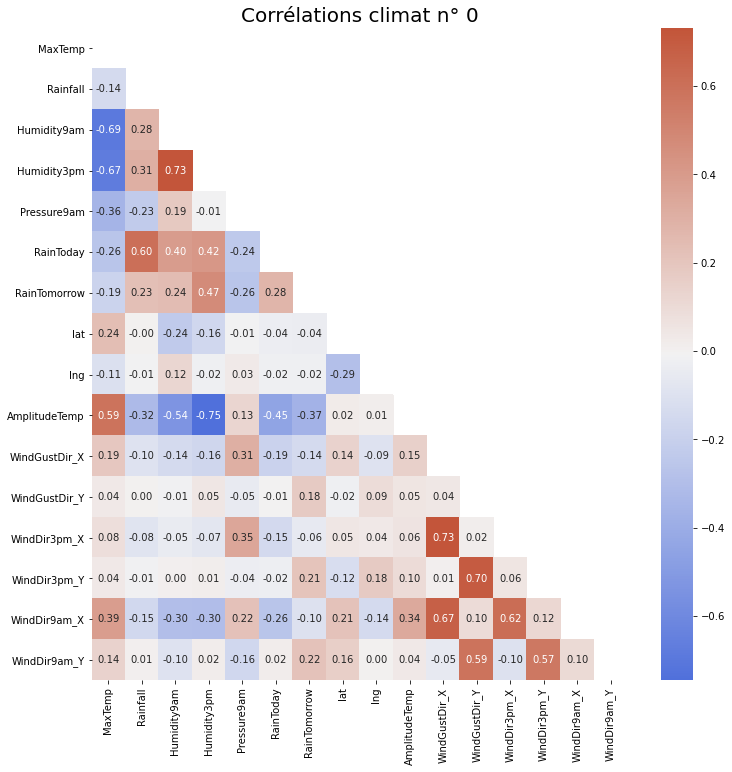 Corrélations climat n° 0
MaxTemp
Rainfall -0.14
Humidity9am -0.69 0.28
Humidity3pm -0.67 0.31 0.73
Pressure9am -0.36 -0.23 0.19 -0.01
RainToday -0.26 0.60 0.40 0.42 -0.24
RainTomorrow -0.19 0.23 0.24 0.47 -0.26 0.28
lat 0.24 -0.00 -0.24 -0.16 -0.01 -0.04 -0.04
lng -0.11 -0.01 0.12 -0.02 0.03 -0.02 -0.02 -0.29
AmplitudeTemp 0.59 -0.32 -0.54 -0.75 0.13 -0.45 -0.37 0.02 0.01
WindGustDir_X 0.19 -0.10 -0.14 -0.16 0.31 -0.19 -0.14 0.14 -0.09 0.15
WindGustDir_Y 0.04 0.00 -0.01 0.05 -0.05 -0.01 0.18 -0.02 0.09 0.05 0.04
WindDir3pm_X 0.08 -0.08 -0.05 -0.07 0.35 -0.15 -0.06 0.05 0.04 0.06 0.73 0.02
WindDir3pm_Y 0.04 -0.01 0.00 0.01 -0.04 -0.02 0.21 -0.12 0.18 0.10 0.01 0.70 0.06
WindDir9am_X 0.39 -0.15 -0.30 -0.30 0.22 -0.26 -0.10 0.21 -0.14 0.34 0.67 0.10 0.62 0.12
WindDir9am_Y 0.14 0.01 -0.10 0.02 -0.16 0.02 0.22 0.16 0.00 0.04 -0.05 0.59 -0.10 0.57 0.10
MaxTemp
Rainfall
Humidity9am
Humidity3pm
Pressure9am
RainToday
RainTomorrow
lat
lng
AmplitudeTemp
WindGustDir_X
WindGustDir_Y
WindDir3pm_X
WindDir3pm_Y
WindDir9am_X
WindDir9am_Y
0.6
0.4
0.2
0.0
−0.2
−0.4
−0.6